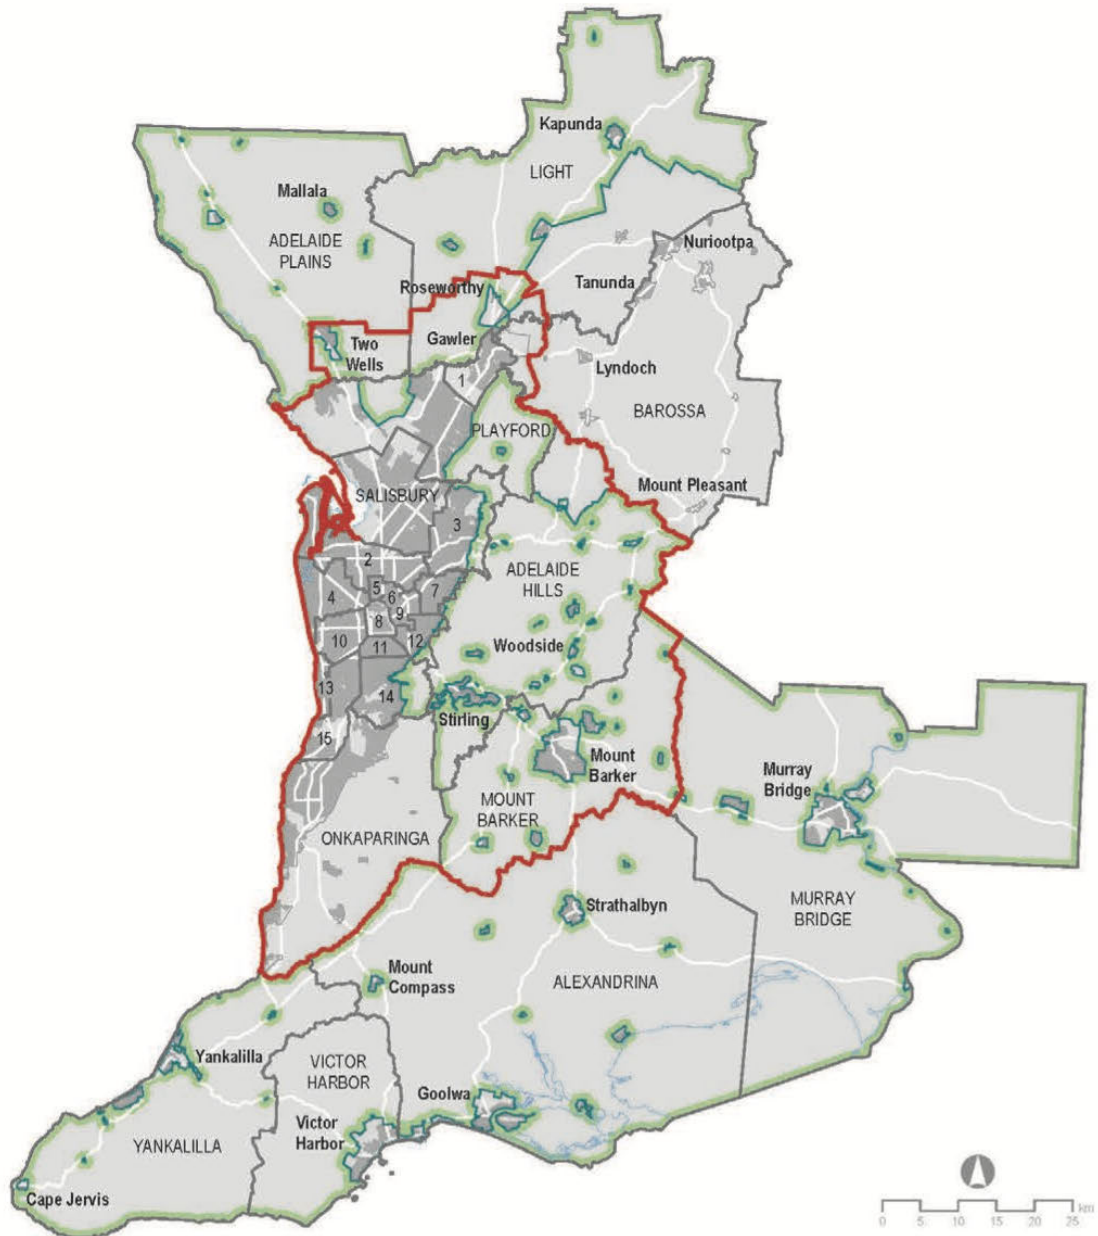 Kapunda
LIGHT
Mallala
ADELAIDE
PLAINS
Nuriootpa
Tanunda
Roseworthy
Two
Wells
Gawler
Lyndoch
1
BAROSSA
PLAYFORD
Mount Pleasant
SALISBURY
3
2
ADELAIDE
HILLS
5
6
7
4
9
8
10
11
12
Woodside
13
14
Stirling
15
Mount
Barker
Murray
Bridge
MOUNT
BARKER
ONKAPARINGA
Strathalbyn
MURRAY
BRIDGE
Mount
Compass
ALEXANDRINA
Yankalilla
VICTOR
HARBOR
Goolwa
Victor
Harbor
YANKALILLA
Cape Jervis
km
0 5 10 15 20 25